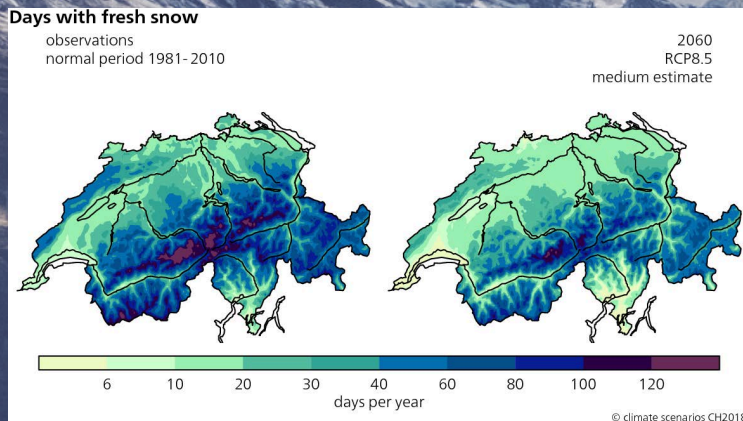 Days with fresh snow
observations
normal period 1981-2010
2060
RCP8.5
medium estimate
6 10 20 30 40 60 80 100 120
days per year
© climate scenarios CH2018